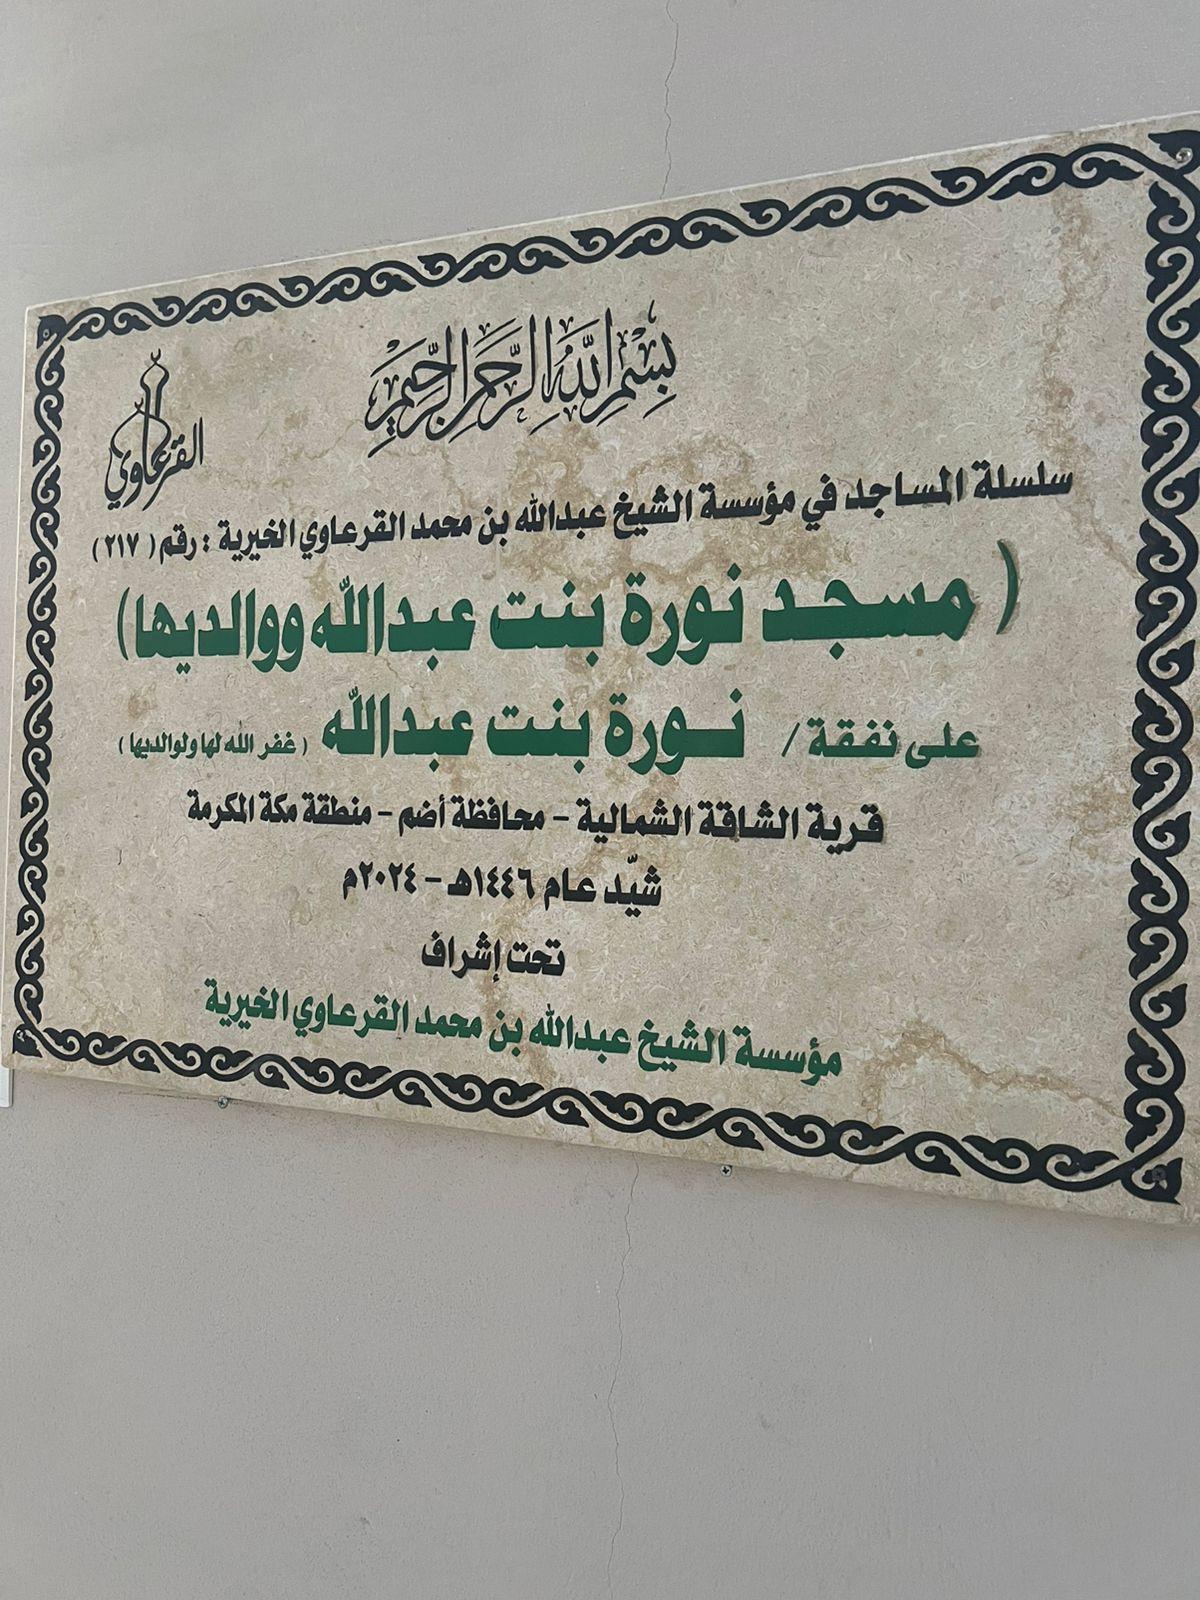 بسم الله الرحمن الرحيم
القرعاوي
سلسلة المساجد في مؤسسة الشيخ عبدالله بن محمد القرعاوي الخيرية : رقم ( ٢١٧ )
( مسجد نورة بنت عبدالله ووالديها )
على نفقة / نـورة بنت عبدالله ( غفر الله لها ولوالديها )
قرية الشاقة الشمالية - محافظة أضم - منطقة مكة المكرمة
شيّد عام ١٤٤٦هـ - ٢٠٢٤م
تحت إشراف
مؤسسة الشيخ عبدالله بن محمد القرعاوي الخيرية